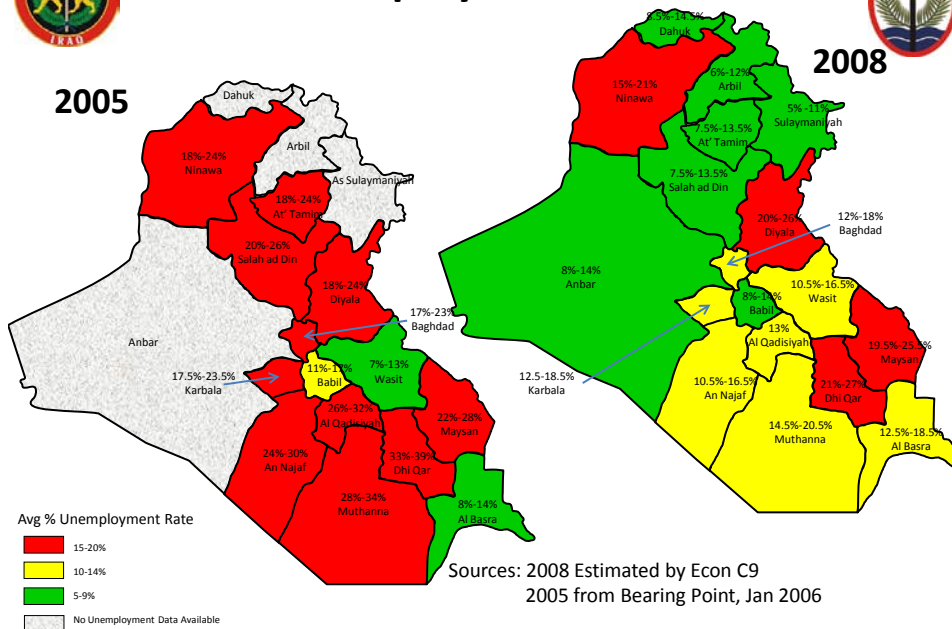 IRAQ
2005
Dahuk
Arbil
As Sulaymaniyah
18%-24%
Ninawa
18%-24%
At' Tamim
20%-26%
Salah ad Din
18%-24%
Diyala
17%-23%
Baghdad
Anbar
17.5%-23.5%
Karbala
11%-17%
Babil
7%-13%
Wasit
26%-32%
Al Qadisiyah
22%-28%
Maysan
24%-30%
An Najaf
33%-39%
Dhi Qar
28%-34%
Muthanna
8%-14%
Al Basra
2008
8.5%-14.5%
Dahuk
15%-21%
Ninawa
6%-12%
Arbil
5% -11%
Sulaymaniyah
7.5%-13.5%
At' Tamim
7.5%-13.5%
Salah ad Din
20%-26%
Diyala
12%-18%
Baghdad
8%-14%
Anbar
10.5%-16.5%
Wasit
8%-14%
Babil
13%
Al Qadisiyah
19.5%-25.5%
Maysan
12.5-18.5%
Karbala
10.5%-16.5%
An Najaf
21%-27%
Dhi Qar
14.5%-20.5%
Muthanna
12.5%-18.5%
Al Basra
Avg % Unemployment Rate
15-20%
10-14%
5-9%
No Unemployment Data Available
Sources: 2008 Estimated by Econ C9
2005 from Bearing Point, Jan 2006